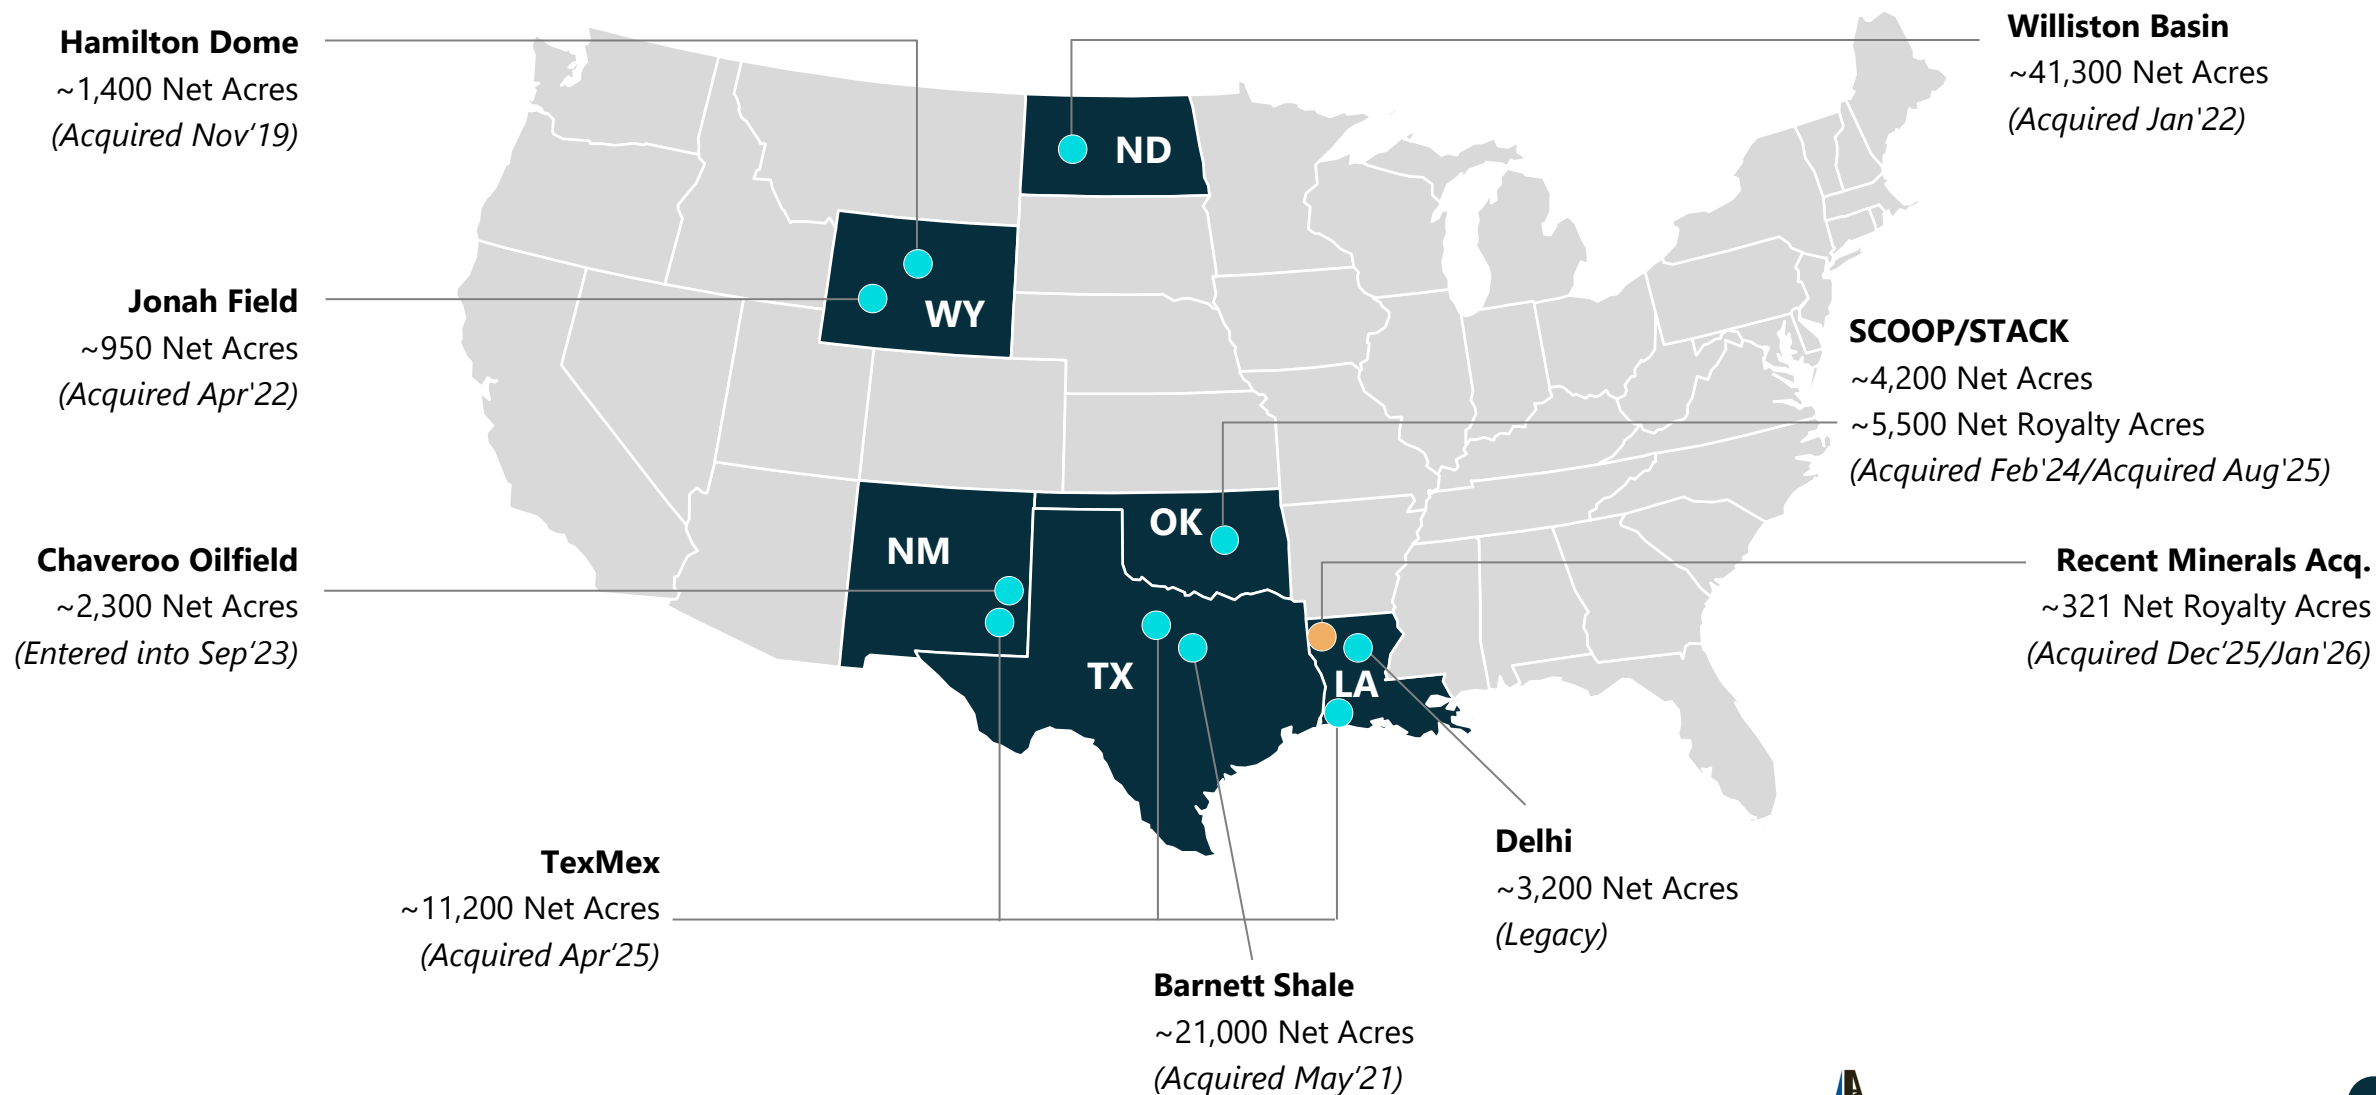 Hamilton Dome
~1,400 Net Acres
(Acquired Nov‘19)
Williston Basin
~41,300 Net Acres
(Acquired Jan'22)
ND
WY
Jonah Field
~950 Net Acres
(Acquired Apr'22)
SCOOP/STACK
~4,200 Net Acres
~5,500 Net Royalty Acres
(Acquired Feb'24/Acquired Aug'25)
OK
NM
Chaveroo Oilfield
~2,300 Net Acres
(Entered into Sep‘23)
Recent Minerals Acq.
~321 Net Royalty Acres
(Acquired Dec‘25/Jan'26)
TX
LA
TexMex
~11,200 Net Acres
(Acquired Apr‘25)
Delhi
~3,200 Net Acres
(Legacy)
Barnett Shale
~21,000 Net Acres
(Acquired May‘21)